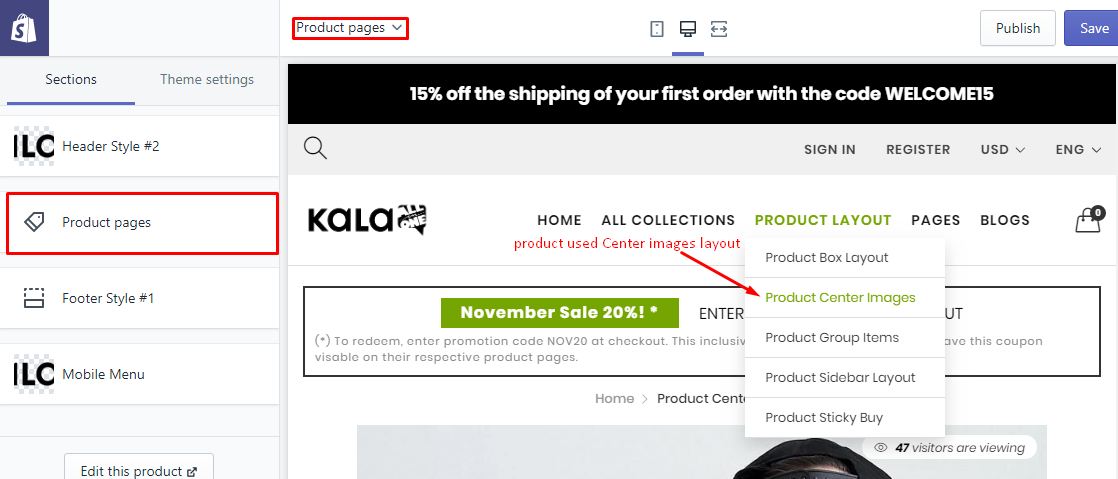 Product pages
Publish
Save
Sections
Theme settings
15% off the shipping of your first order with the code WELCOME15
ILO Header Style #2
SIGN IN REGISTER USD ENG
Product pages
KALA
HOME ALL COLLECTIONS PRODUCT LAYOUT PAGES BLOGS
0
product used Center images layout
Product Box Layout
Product Center Images
Product Group Items
Product Sidebar Layout
Product Sticky Buy
Footer Style #1
November Sale 20%! * ENTER UT
(*) To redeem, enter promotion code NOV20 at checkout. This inclusiv ave this coupon
visable on their respective product pages.
ILO Mobile Menu
Home > Product Cente
47 visitors are viewing
Edit this product